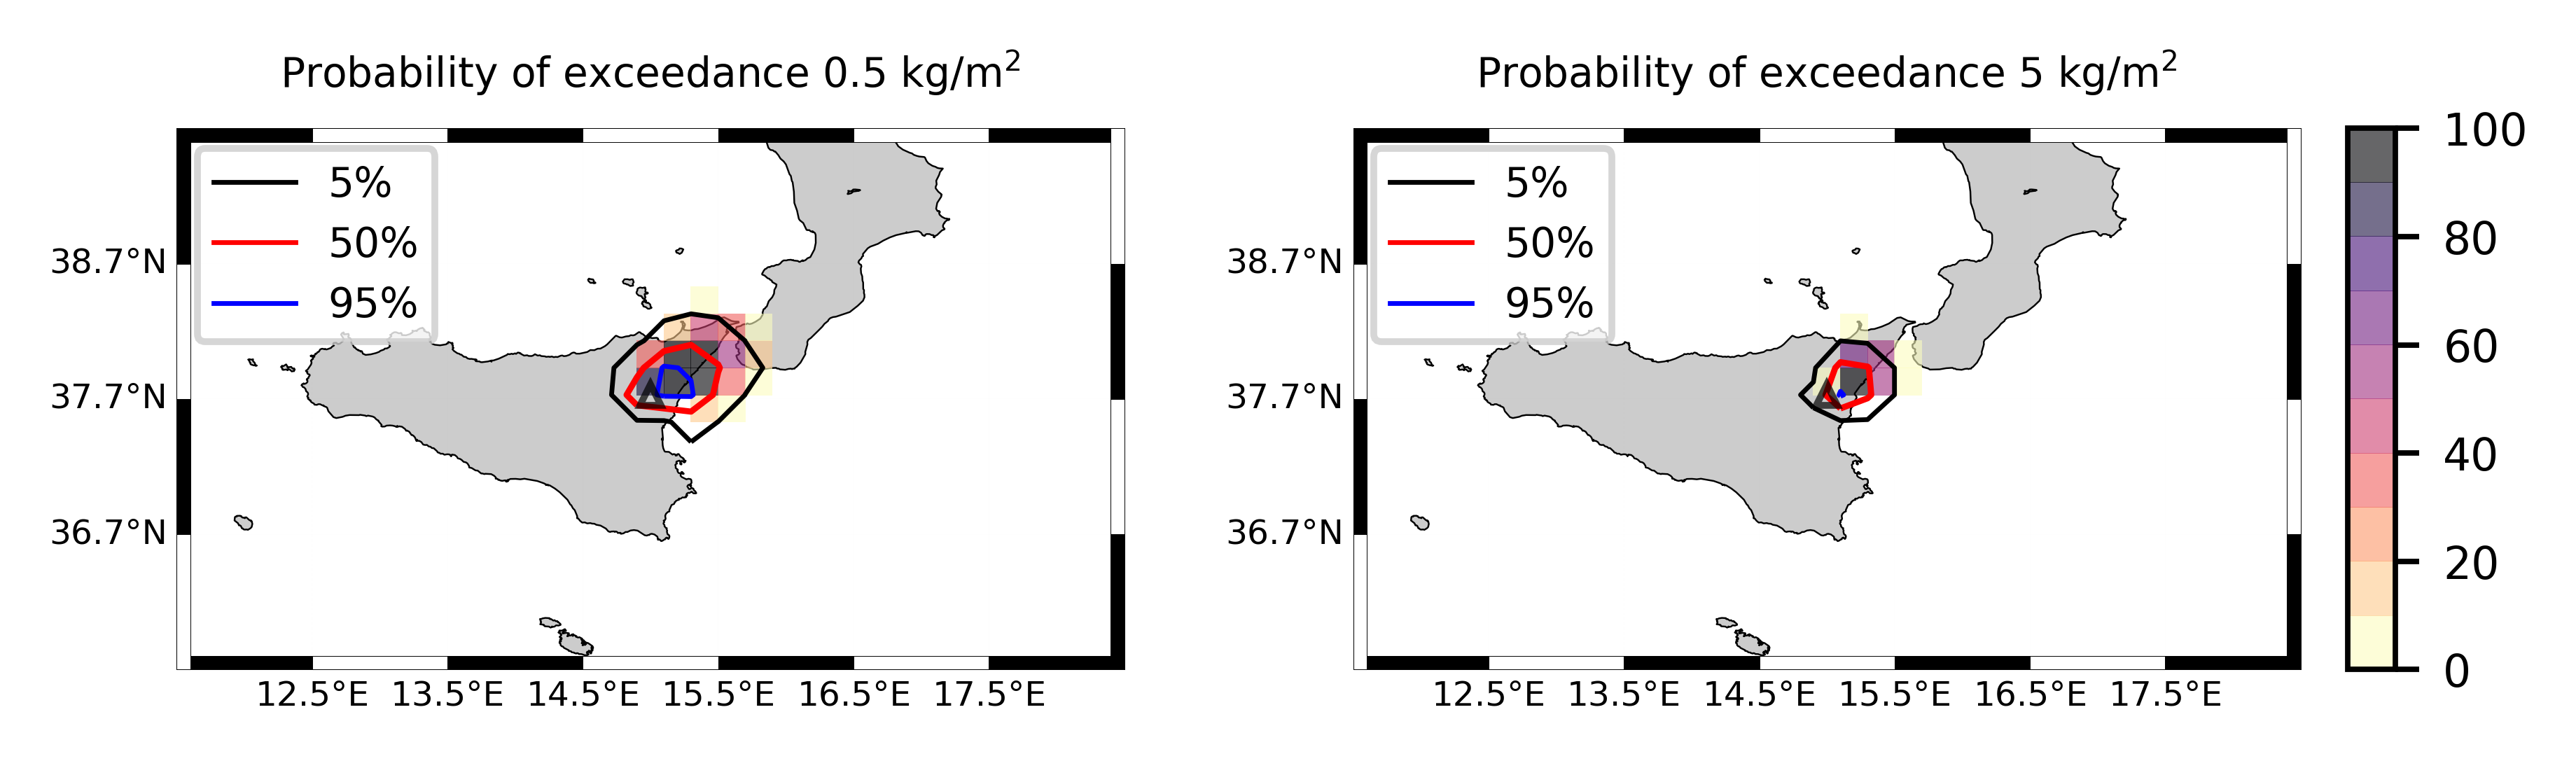 Probability of exceedance 0.5 kg/m²
5%
50%
95%
38.7°N
37.7°N
36.7°N
12.5°E 13.5°E 14.5°E 15.5°E 16.5°E 17.5°E
Probability of exceedance 5 kg/m²
5%
50%
95%
38.7°N
37.7°N
36.7°N
12.5°E 13.5°E 14.5°E 15.5°E 16.5°E 17.5°E
100
80
60
40
20
0